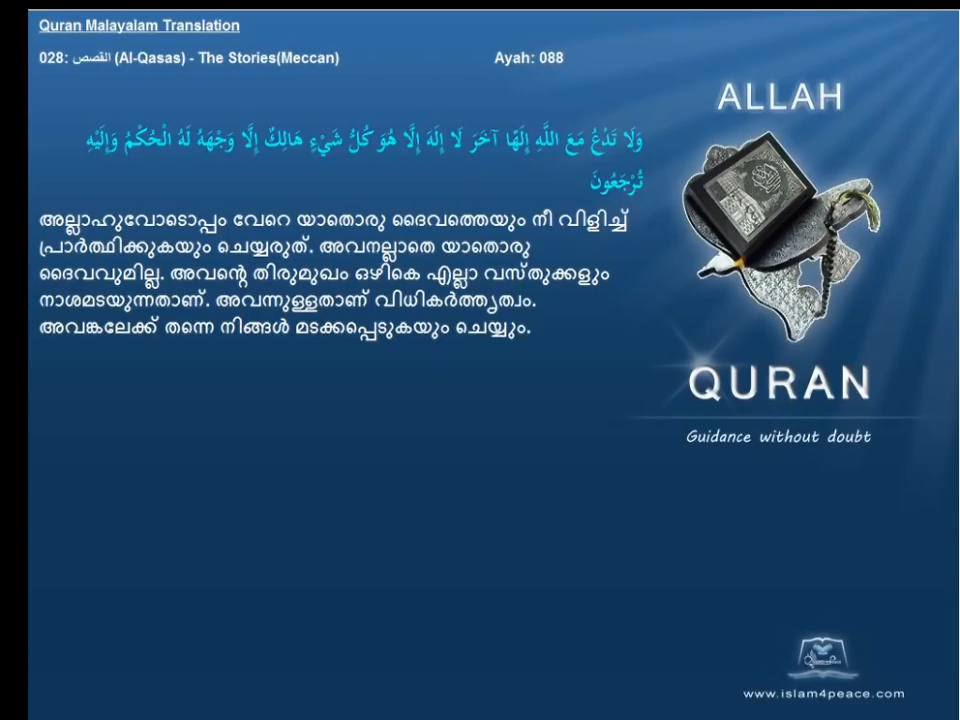 Quran Malayalam Translation
028: القصص (Al-Qasas) - The Stories(Meccan) Ayah: 088
وَلَا تَدْعُ مَعَ اللَّهِ إِلَهًا آخَرَ لَا إِلَهَ إِلَّا هُوَ كُلُّ شَيْءٍ هَالِكٌ إِلَّا وَجْهَهُ لَهُ الْحُكْمُ وَإِلَيْهِ
تُرْجَعُونَ
അല്ലാഹുവോടൊപ്പം വേറെ യാതൊരു ദൈവത്തെയും നീ വിളിച്ച്
പ്രാര്‍ത്ഥിക്കുകയും ചെയ്യരുത്. അവനല്ലാതെ യാതൊരു
ദൈവവുമില്ല. അവന്റെ തിരുമുഖം ഒഴികെ എല്ലാ വസ്തുക്കളും
നാശമടയുന്നതാണ്. അവന്നുള്ളതാണ് വിധികര്‍ത്തൃത്വം.
അവങ്കലേക്ക് തന്നെ നിങ്ങള്‍ മടക്കപ്പെടുകയും ചെയ്യും.
ALLAH
QURAN
Guidance without doubt
www.islam4peace.com